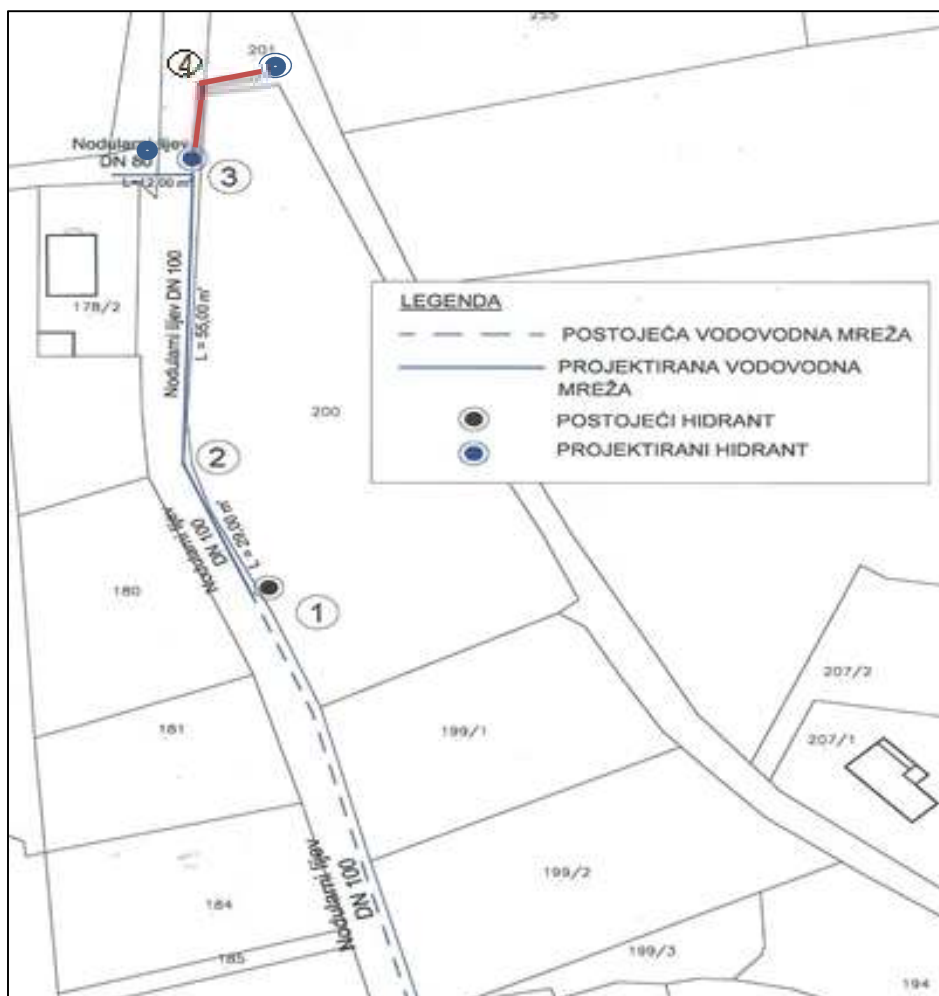 255
201
4
Nodularni lijev
DN 80
L=12,00 m'
3
Nodularni lijev DN 100
L = 55,00 m'
178/2
LEGENDA
POSTOJEĆA VODOVODNA MREŽA
PROJEKTIRANA VODOVODNA
MREŽA
POSTOJEĆI HIDRANT
PROJEKTIRANI HIDRANT
200
2
L = 29,00 m'
Nodularni lijev
DN 100
180
1
207/2
181
199/1
207/1
Nodularni lijev
DN 100
199/2
184
185
199/3
194